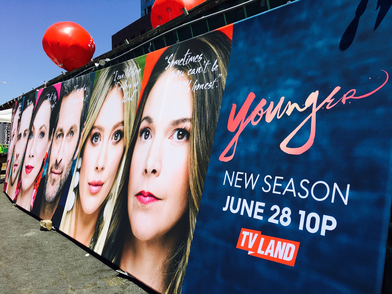 "Sometimes
you can't be
honest."
Younger
NEW SEASON
JUNE 28 10P
TV LAND